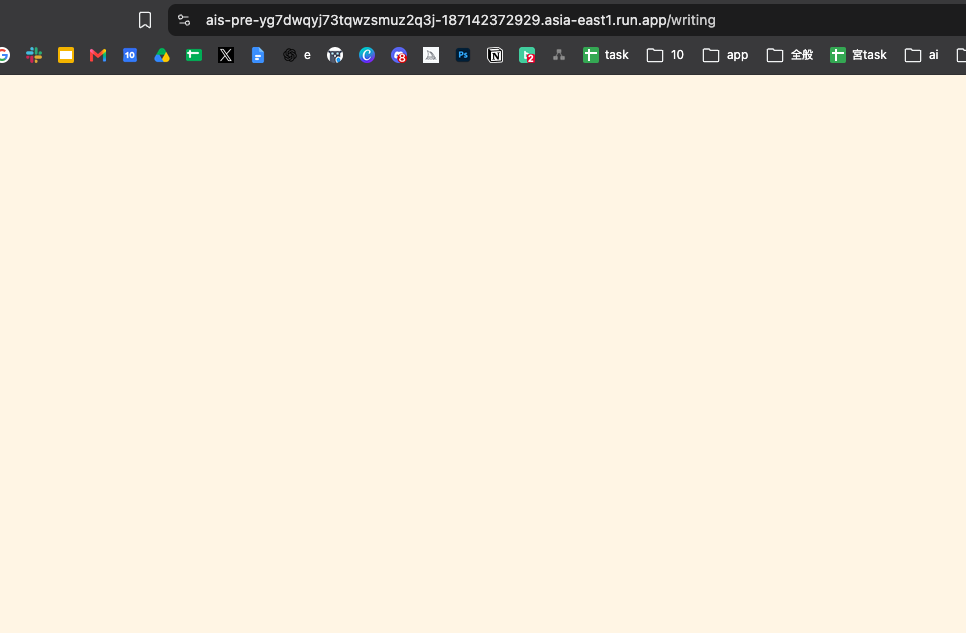 ais-pre-yg7dwqyj73tqwzsmuz2q3j-187142372929.asia-east1.run.app/writing
10 X e C 8 Ps N 2 task 10 app 全般 宮task ai